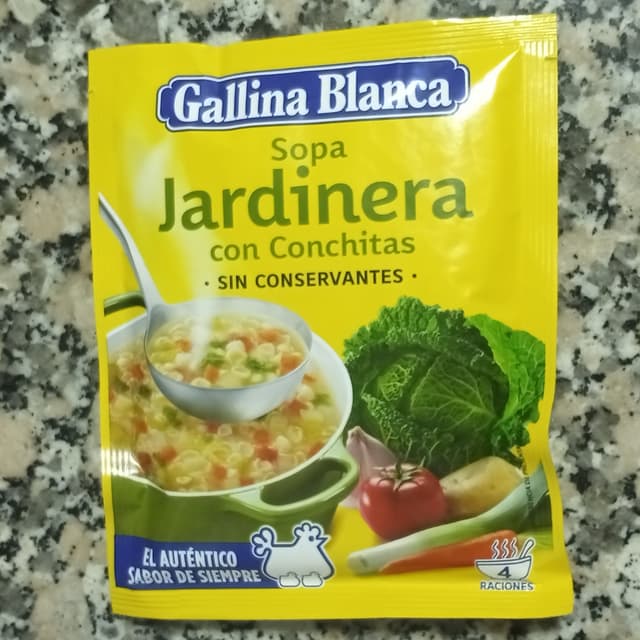 Gallina Blanca
Sopa
Jardinera
con Conchitas
· SIN CONSERVANTES ·
EL AUTÉNTICO
SABOR DE SIEMPRE
4
RACIONES